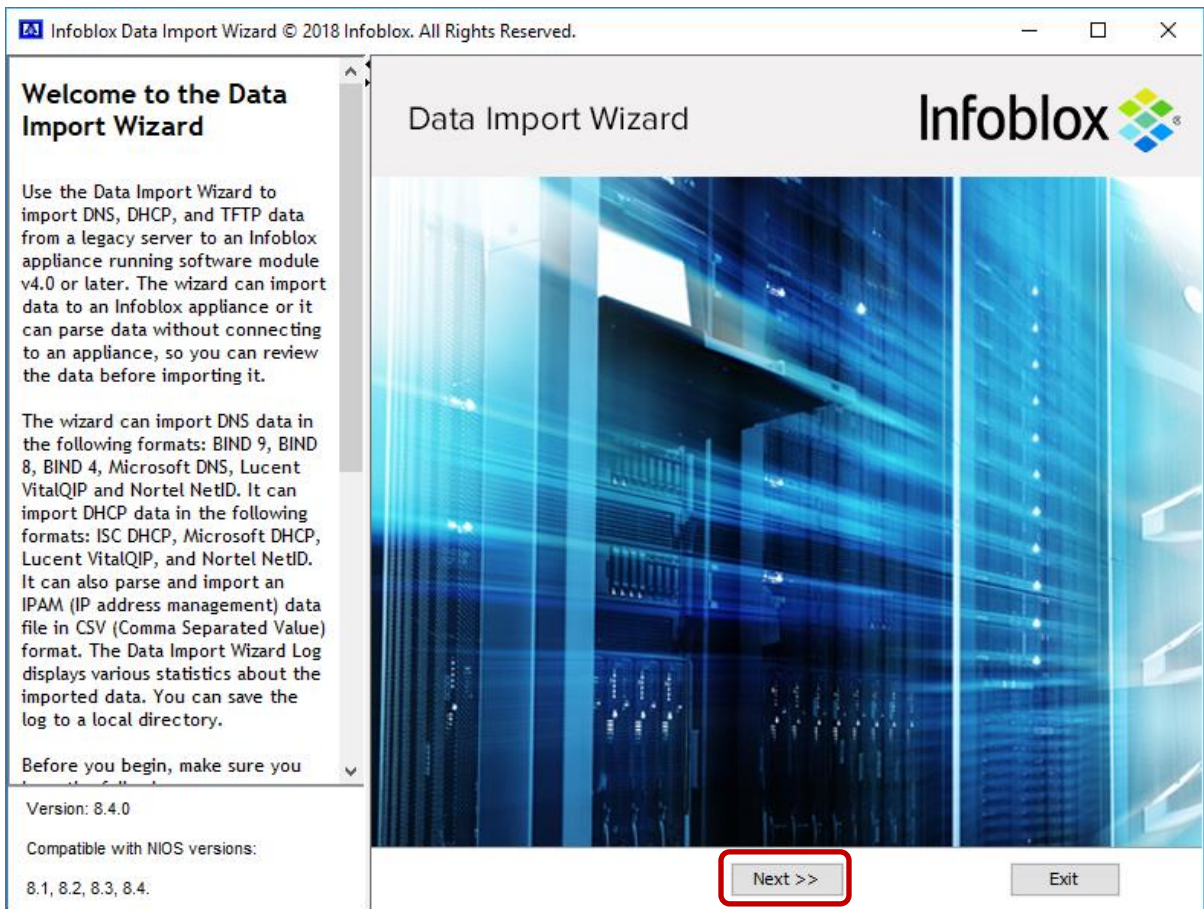 Infoblox Data Import Wizard © 2018 Infoblox. All Rights Reserved.
Welcome to the Data
Import Wizard
Use the Data Import Wizard to
import DNS, DHCP, and TFTP data
from a legacy server to an Infoblox
appliance running software module
v4.0 or later. The wizard can import
data to an Infoblox appliance or it
can parse data without connecting
to an appliance, so you can review
the data before importing it.
The wizard can import DNS data in
the following formats: BIND 9, BIND
8, BIND 4, Microsoft DNS, Lucent
VitalQIP and Nortel NetID. It can
import DHCP data in the following
formats: ISC DHCP, Microsoft DHCP,
Lucent VitalQIP, and Nortel NetID.
It can also parse and import an
IPAM (IP address management) data
file in CSV (Comma Separated Value)
format. The Data Import Wizard Log
displays various statistics about the
imported data. You can save the
log to a local directory.
Before you begin, make sure you
Version: 8.4.0
Compatible with NIOS versions:
8.1, 8.2, 8.3, 8.4.
Data Import Wizard
Infoblox ®
Next >>
Exit